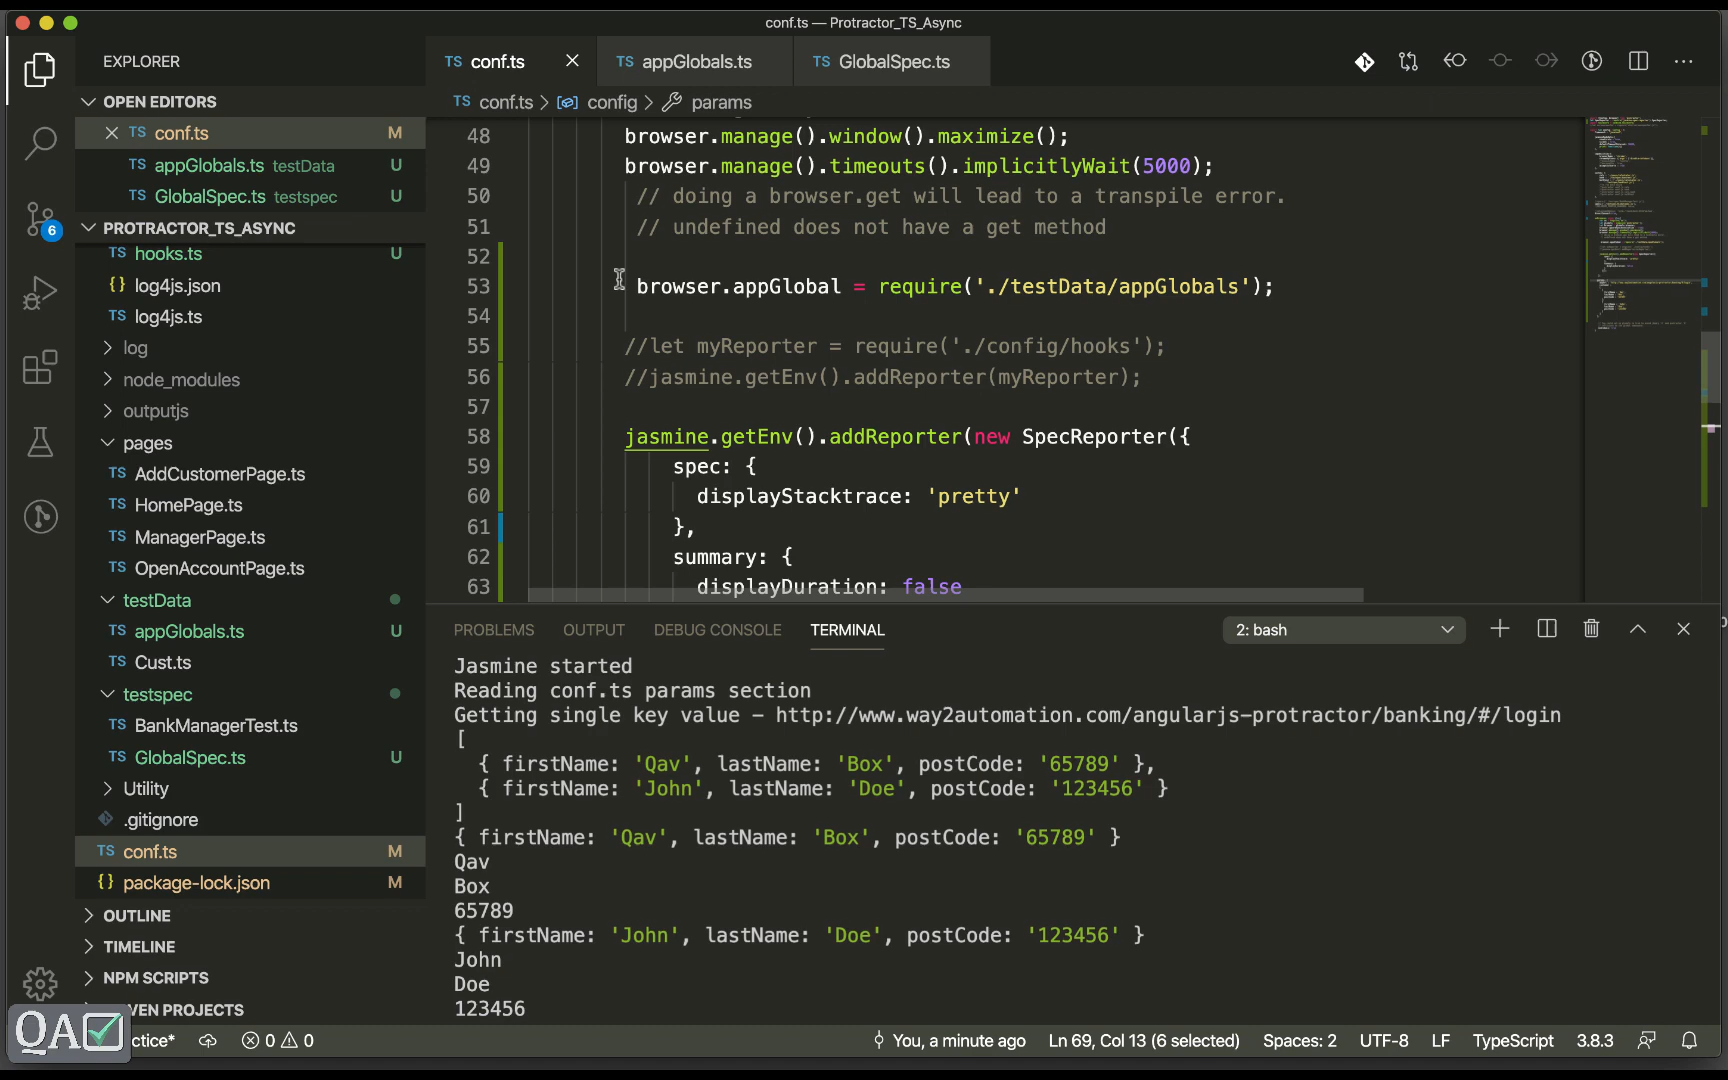 conf.ts — Protractor_TS_Async
EXPLORER
TS conf.ts
TS appGlobals.ts
TS GlobalSpec.ts
OPEN EDITORS
TS conf.ts > config > params
TS conf.ts M
TS appGlobals.ts testData U
TS GlobalSpec.ts testspec U
6
PROTRACTOR_TS_ASYNC
TS hooks.ts U
{} log4js.json
TS log4js.ts
log
node_modules
outputjs
pages
TS AddCustomerPage.ts
TS HomePage.ts
TS ManagerPage.ts
TS OpenAccountPage.ts
testData
TS appGlobals.ts U
TS Cust.ts
testspec
TS BankManagerTest.ts
TS GlobalSpec.ts U
Utility
.gitignore
TS conf.ts M
{} package-lock.json M
OUTLINE
TIMELINE
NPM SCRIPTS
VEN PROJECTS
48 browser.manage().window().maximize();
49 browser.manage().timeouts().implicitlyWait(5000);
50 // doing a browser.get will lead to a transpile error.
51 // undefined does not have a get method
52
53 browser.appGlobal = require('./testData/appGlobals');
54
55 //let myReporter = require('./config/hooks');
56 //jasmine.getEnv().addReporter(myReporter);
57
58 jasmine.getEnv().addReporter(new SpecReporter({
59 spec: {
60 displayStacktrace: 'pretty'
61 },
62 summary: {
63 displayDuration: false
PROBLEMS OUTPUT DEBUG CONSOLE TERMINAL 2: bash
Jasmine started
Reading conf.ts params section
Getting single key value – http://www.way2automation.com/angularjs-protractor/banking/#/login
[
{ firstName: 'Qav', lastName: 'Box', postCode: '65789' },
{ firstName: 'John', lastName: 'Doe', postCode: '123456' }
]
{ firstName: 'Qav', lastName: 'Box', postCode: '65789' }
Qav
Box
65789
{ firstName: 'John', lastName: 'Doe', postCode: '123456' }
John
Doe
123456
QA
ctice* 0 0 You, a minute ago Ln 69, Col 13 (6 selected) Spaces: 2 UTF-8 LF TypeScript 3.8.3